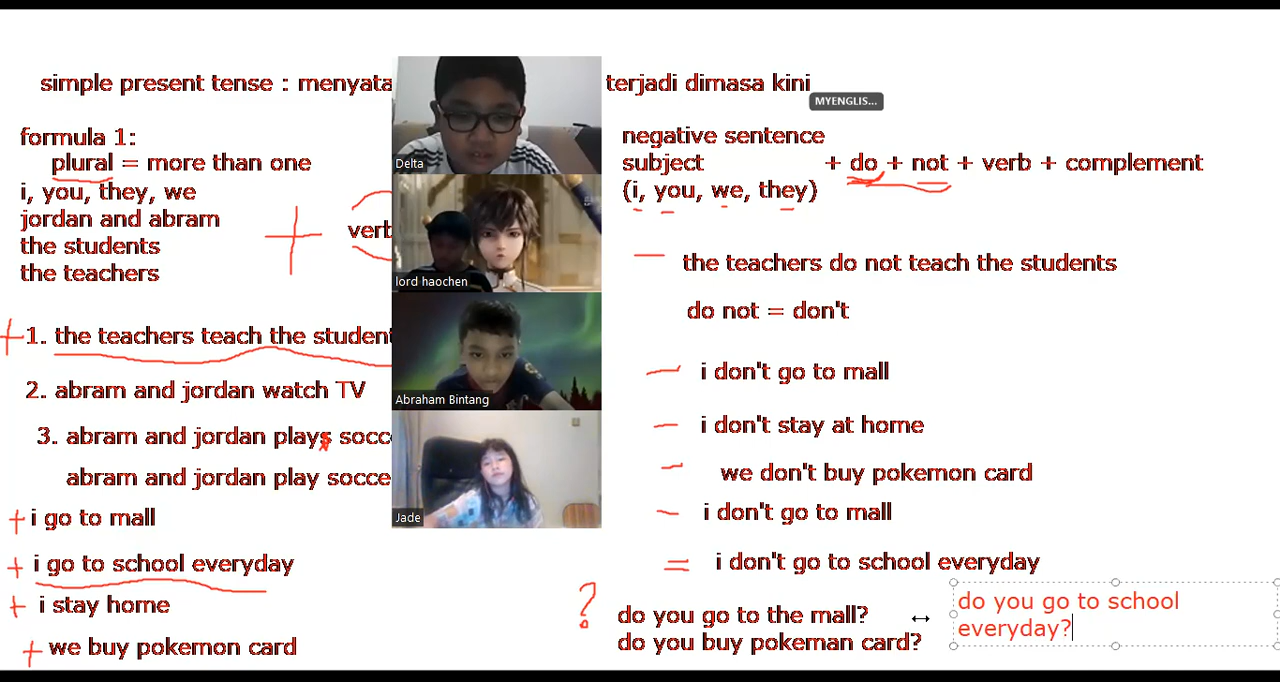 simple present tense : menyata
terjadi dimasa kini
MYENGLIS...
formula 1:
plural = more than one
i, you, they, we
jordan and abram
the students
the teachers
+
verb
1. the teachers teach the student
+
2. abram and jordan watch TV
3. abram and jordan plays socc
abram and jordan play socce
+ i go to mall
+ i go to school everyday
+ i stay home
+ we buy pokemon card
Delta
lord haochen
Abraham Bintang
Jade
negative sentence
subject + do + not + verb + complement
(i, you, we, they)
— the teachers do not teach the students
do not = don't
— i don't go to mall
— i don't stay at home
— we don't buy pokemon card
— i don't go to mall
= i don't go to school everyday
? do you go to the mall?
do you buy pokeman card?
do you go to school
everyday?